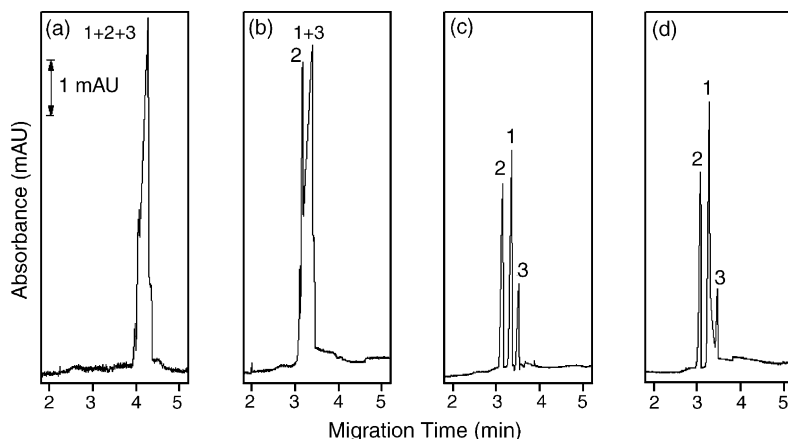 (a) 1+2+3
1 mAU
2 3 4 5
(b) 1+3
2
2 3 4 5
(c)
1
2
3
2 3 4 5
(d)
1
2
3
2 3 4 5
Absorbance (mAU)
Migration Time (min)